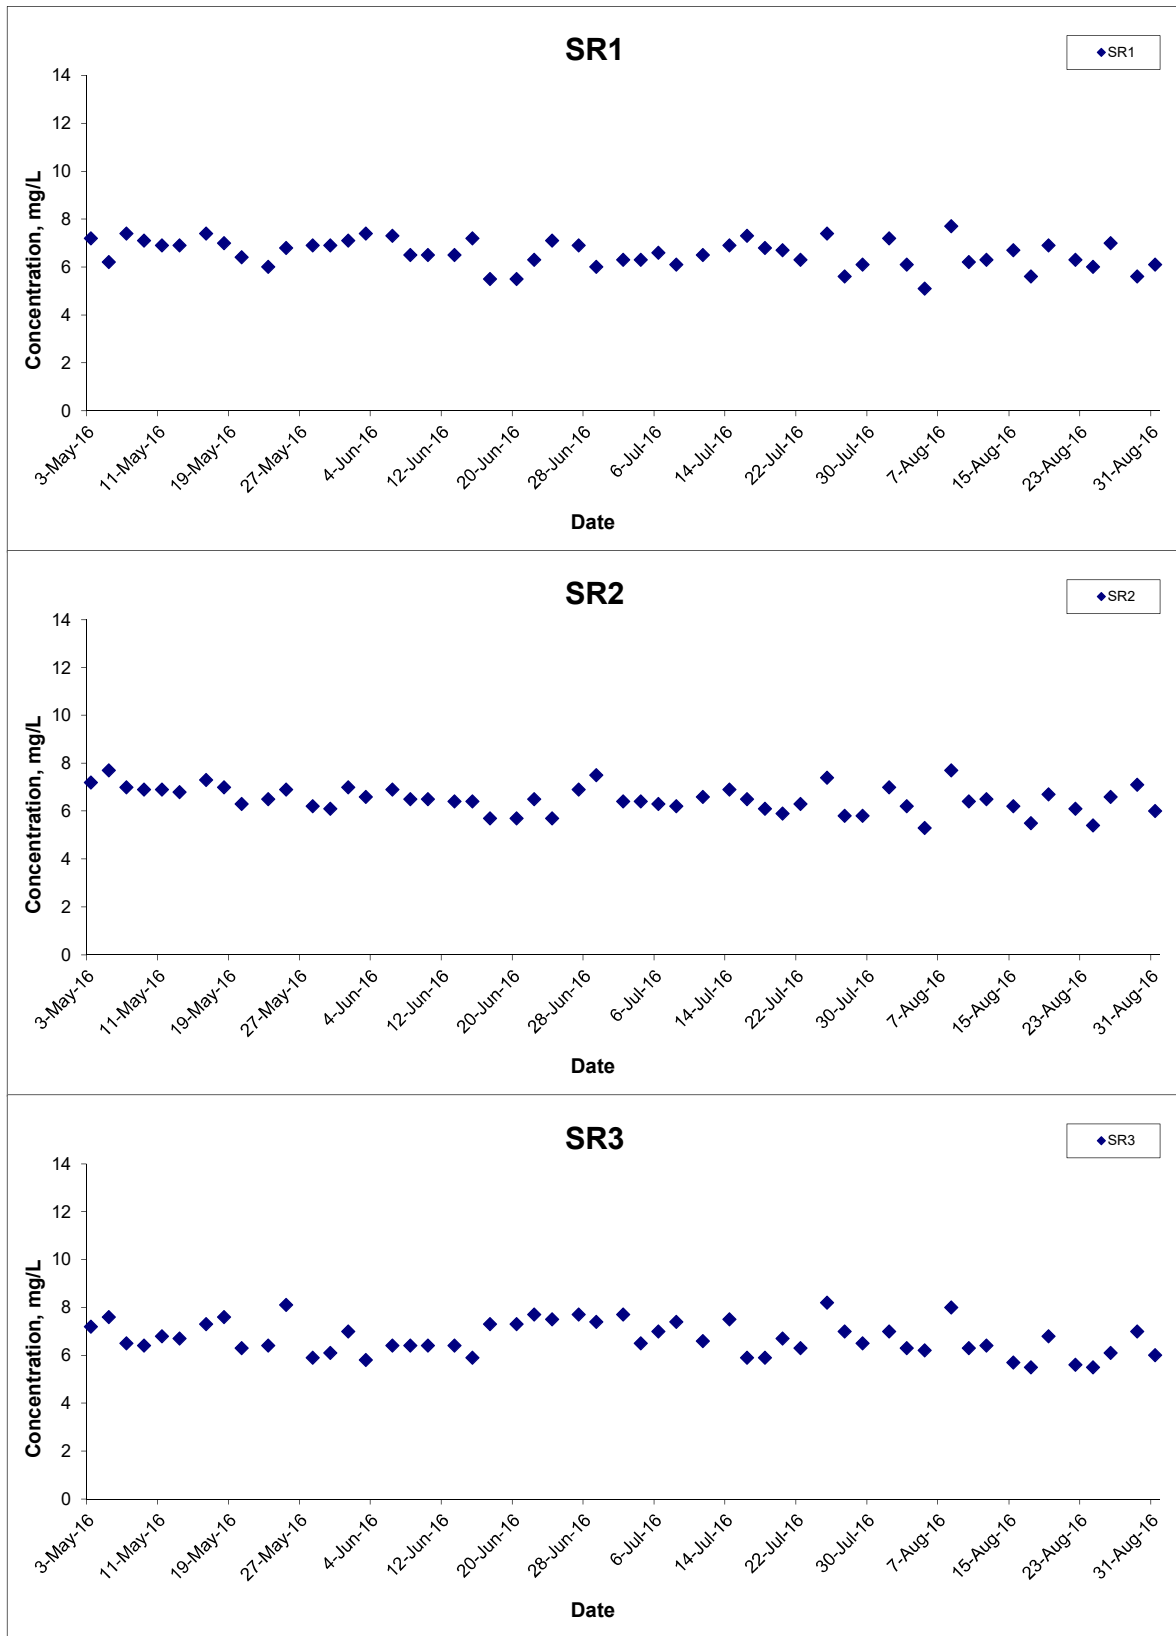 SR1
SR1
Concentration, mg/L
14
12
10
8
6
4
2
0
3-May-16
11-May-16
19-May-16
27-May-16
4-Jun-16
12-Jun-16
20-Jun-16
28-Jun-16
6-Jul-16
14-Jul-16
22-Jul-16
30-Jul-16
7-Aug-16
15-Aug-16
23-Aug-16
31-Aug-16
Date
SR2
SR2
Concentration, mg/L
14
12
10
8
6
4
2
0
3-May-16
11-May-16
19-May-16
27-May-16
4-Jun-16
12-Jun-16
20-Jun-16
28-Jun-16
6-Jul-16
14-Jul-16
22-Jul-16
30-Jul-16
7-Aug-16
15-Aug-16
23-Aug-16
31-Aug-16
Date
SR3
SR3
Concentration, mg/L
14
12
10
8
6
4
2
0
3-May-16
11-May-16
19-May-16
27-May-16
4-Jun-16
12-Jun-16
20-Jun-16
28-Jun-16
6-Jul-16
14-Jul-16
22-Jul-16
30-Jul-16
7-Aug-16
15-Aug-16
23-Aug-16
31-Aug-16
Date